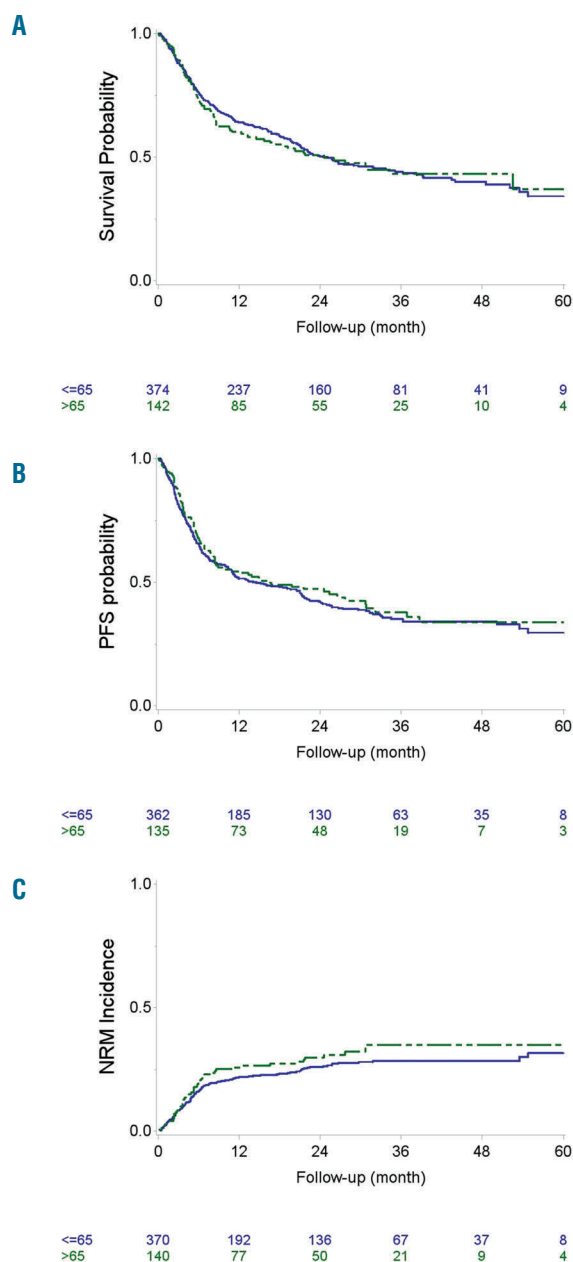 A
1.0
Survival Probability
0.5
0.0
0 12 24 36 48 60
Follow-up (month)
<=65 374 237 160 81 41 9
>65 142 85 55 25 10 4
B
1.0
PFS probability
0.5
0.0
0 12 24 36 48 60
Follow-up (month)
<=65 362 185 130 63 35 8
>65 135 73 48 19 7 3
C
1.0
NRM Incidence
0.5
0.0
0 12 24 36 48 60
Follow-up (month)
<=65 370 192 136 67 37 8
>65 140 77 50 21 9 4